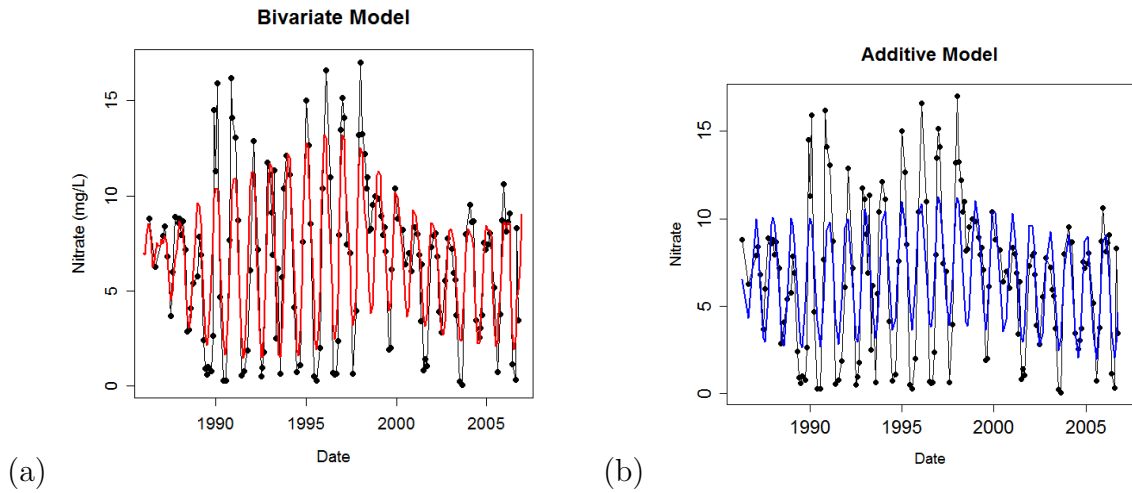 Bivariate Model
Nitrate (mg/L)
15
10
5
0
1990 1995 2000 2005
Date
(a)
Additive Model
Nitrate
15
10
5
0
1990 1995 2000 2005
Date
(b)